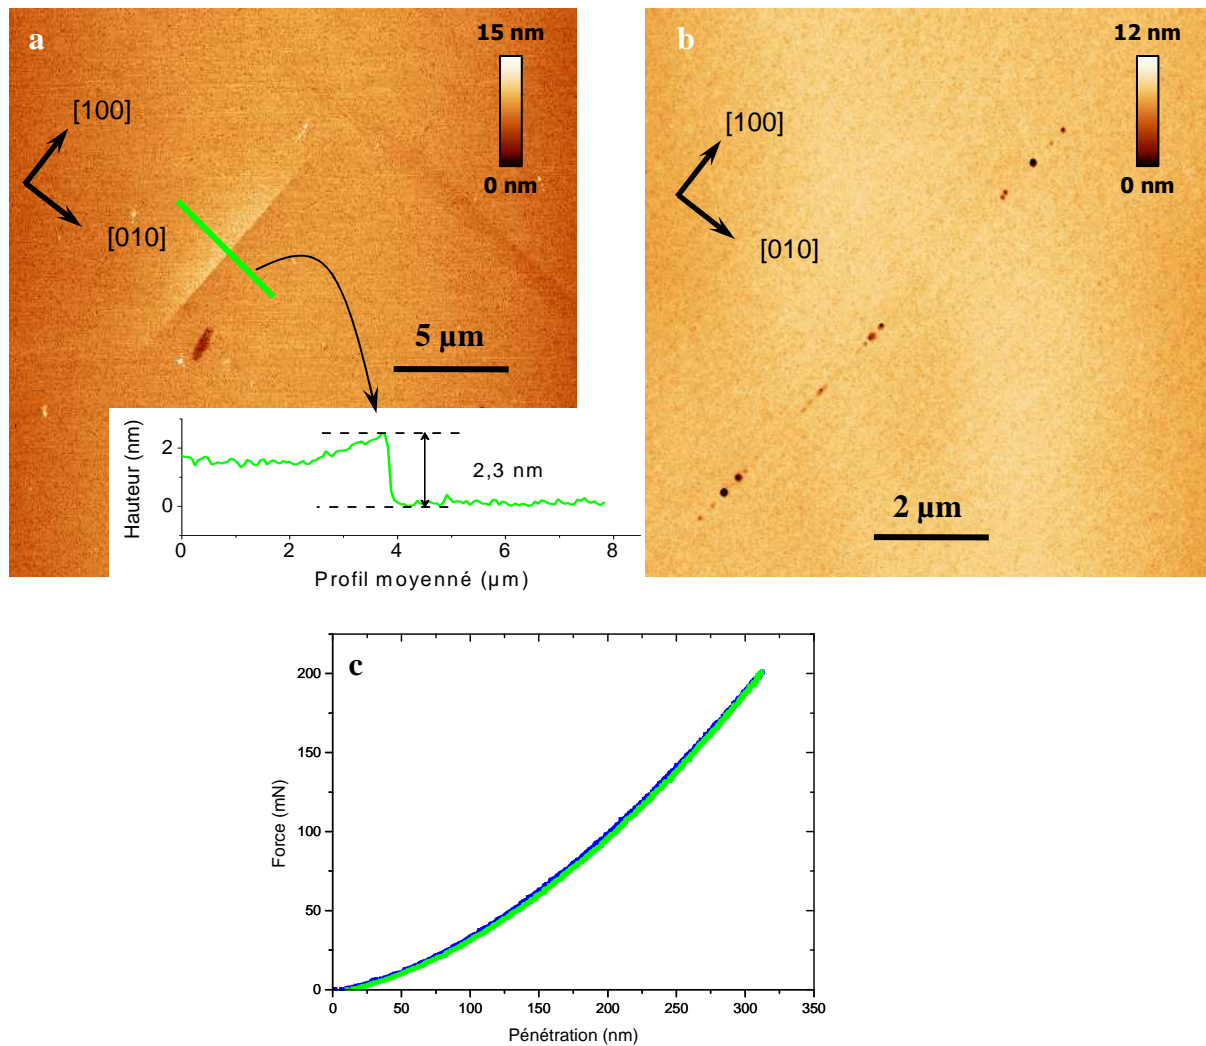 a
15 nm
0 nm
[100]
[010]
5 µm
Hauteur (nm)
2
0
2,3 nm
0
2
4
6
8
Profil moyenné (µm)
b
12 nm
0 nm
[100]
[010]
2 µm
c
Force (mN)
200
150
100
50
0
0
50
100
150
200
250
300
350
Pénétration (nm)